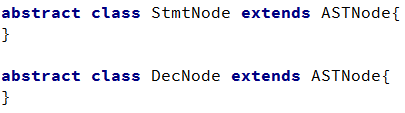 abstract class StmtNode extends ASTNode{
}
abstract class DecNode extends ASTNode{
}